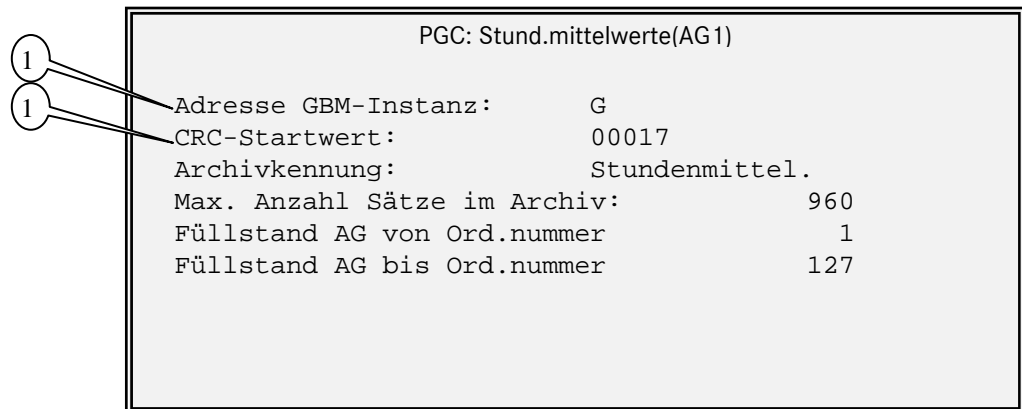 PGC: Stund.mittelwerte(AG1)
1
Adresse GBM-Instanz: G
1
CRC-Startwert: 00017
Archivkennung: Stundenmittel.
Max. Anzahl Sätze im Archiv: 960
Füllstand AG von Ord.nummer 1
Füllstand AG bis Ord.nummer 127